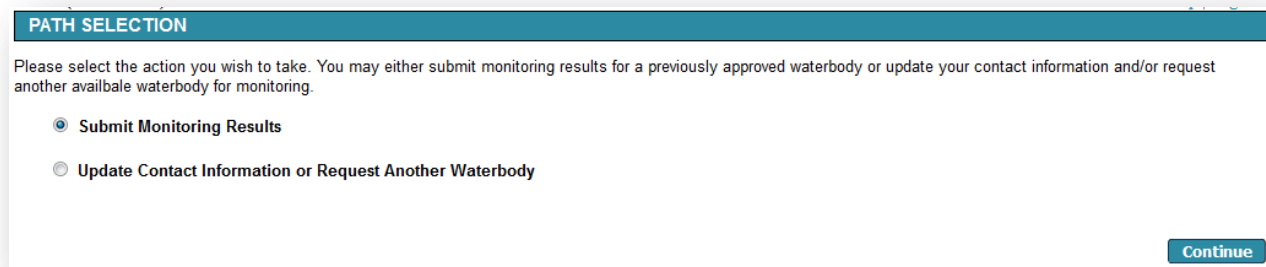 PATH SELECTION
Please select the action you wish to take. You may either submit monitoring results for a previously approved waterbody or update your contact information and/or request
another availbale waterbody for monitoring.
Submit Monitoring Results
Update Contact Information or Request Another Waterbody
Continue